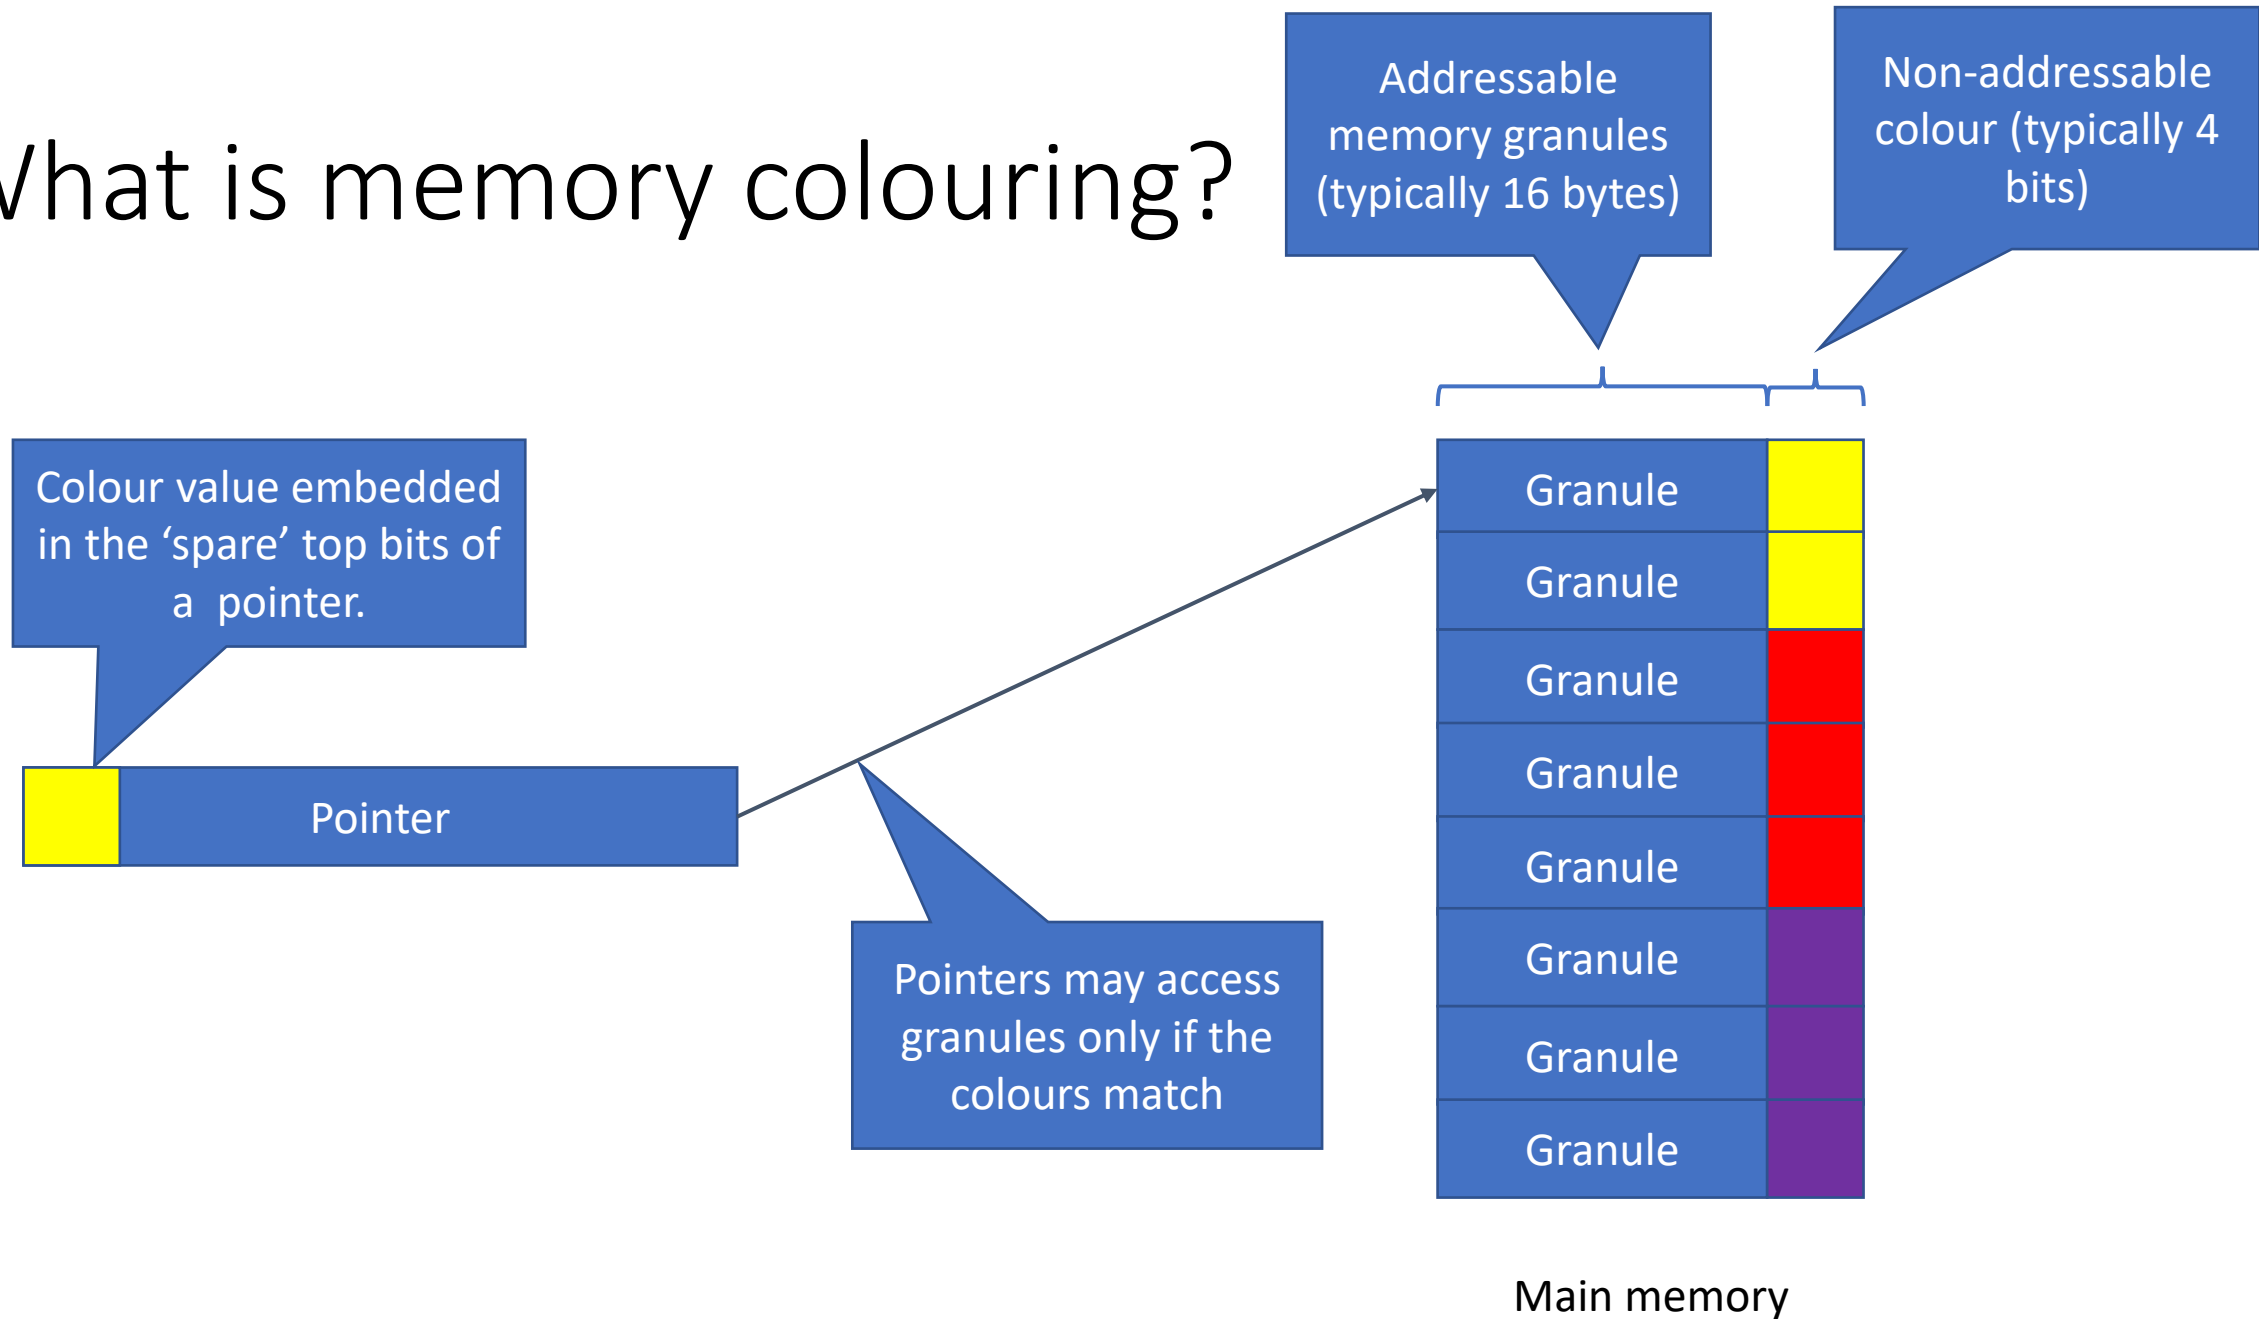 What is memory colouring?
Addressable
memory granules
(typically 16 bytes)
Non-addressable
colour (typically 4
bits)
Colour value embedded
in the ‘spare’ top bits of
a pointer.
Pointer
Pointers may access
granules only if the
colours match
Granule
Granule
Granule
Granule
Granule
Granule
Granule
Granule
Main memory